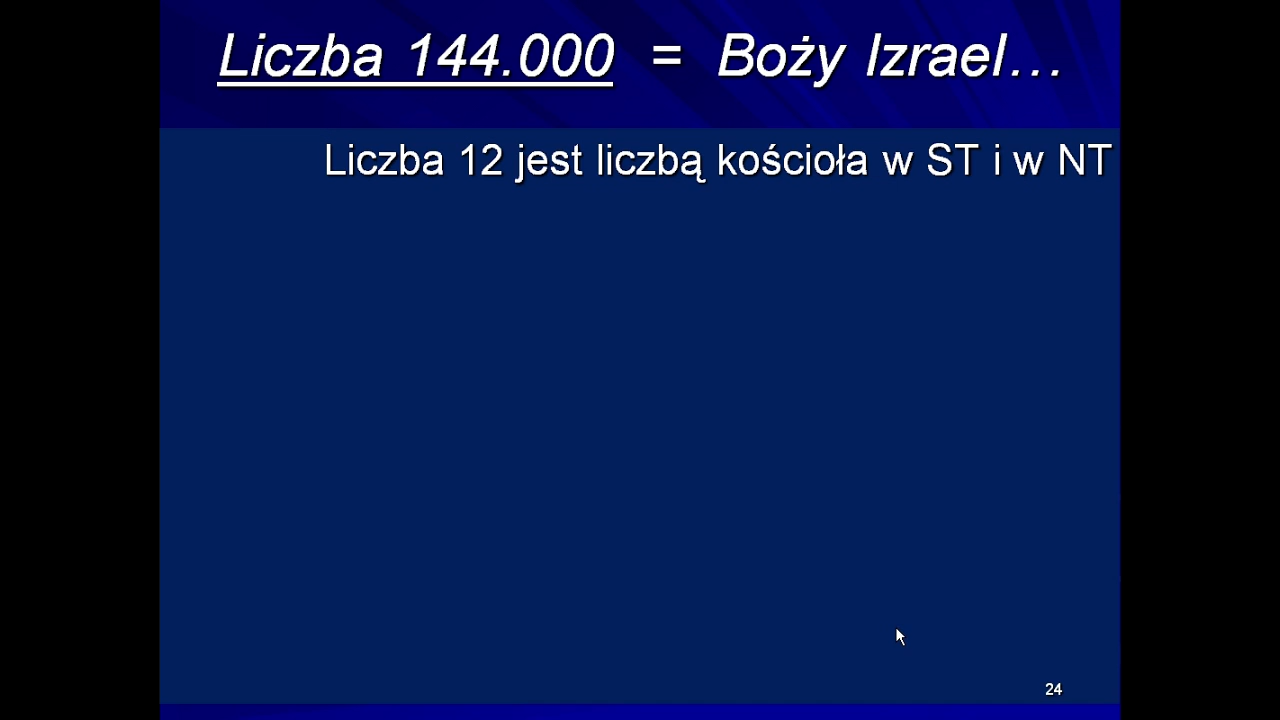 Liczba 144.000 = Boży Izrael…
Liczba 12 jest liczbą kościoła w ST i w NT
24